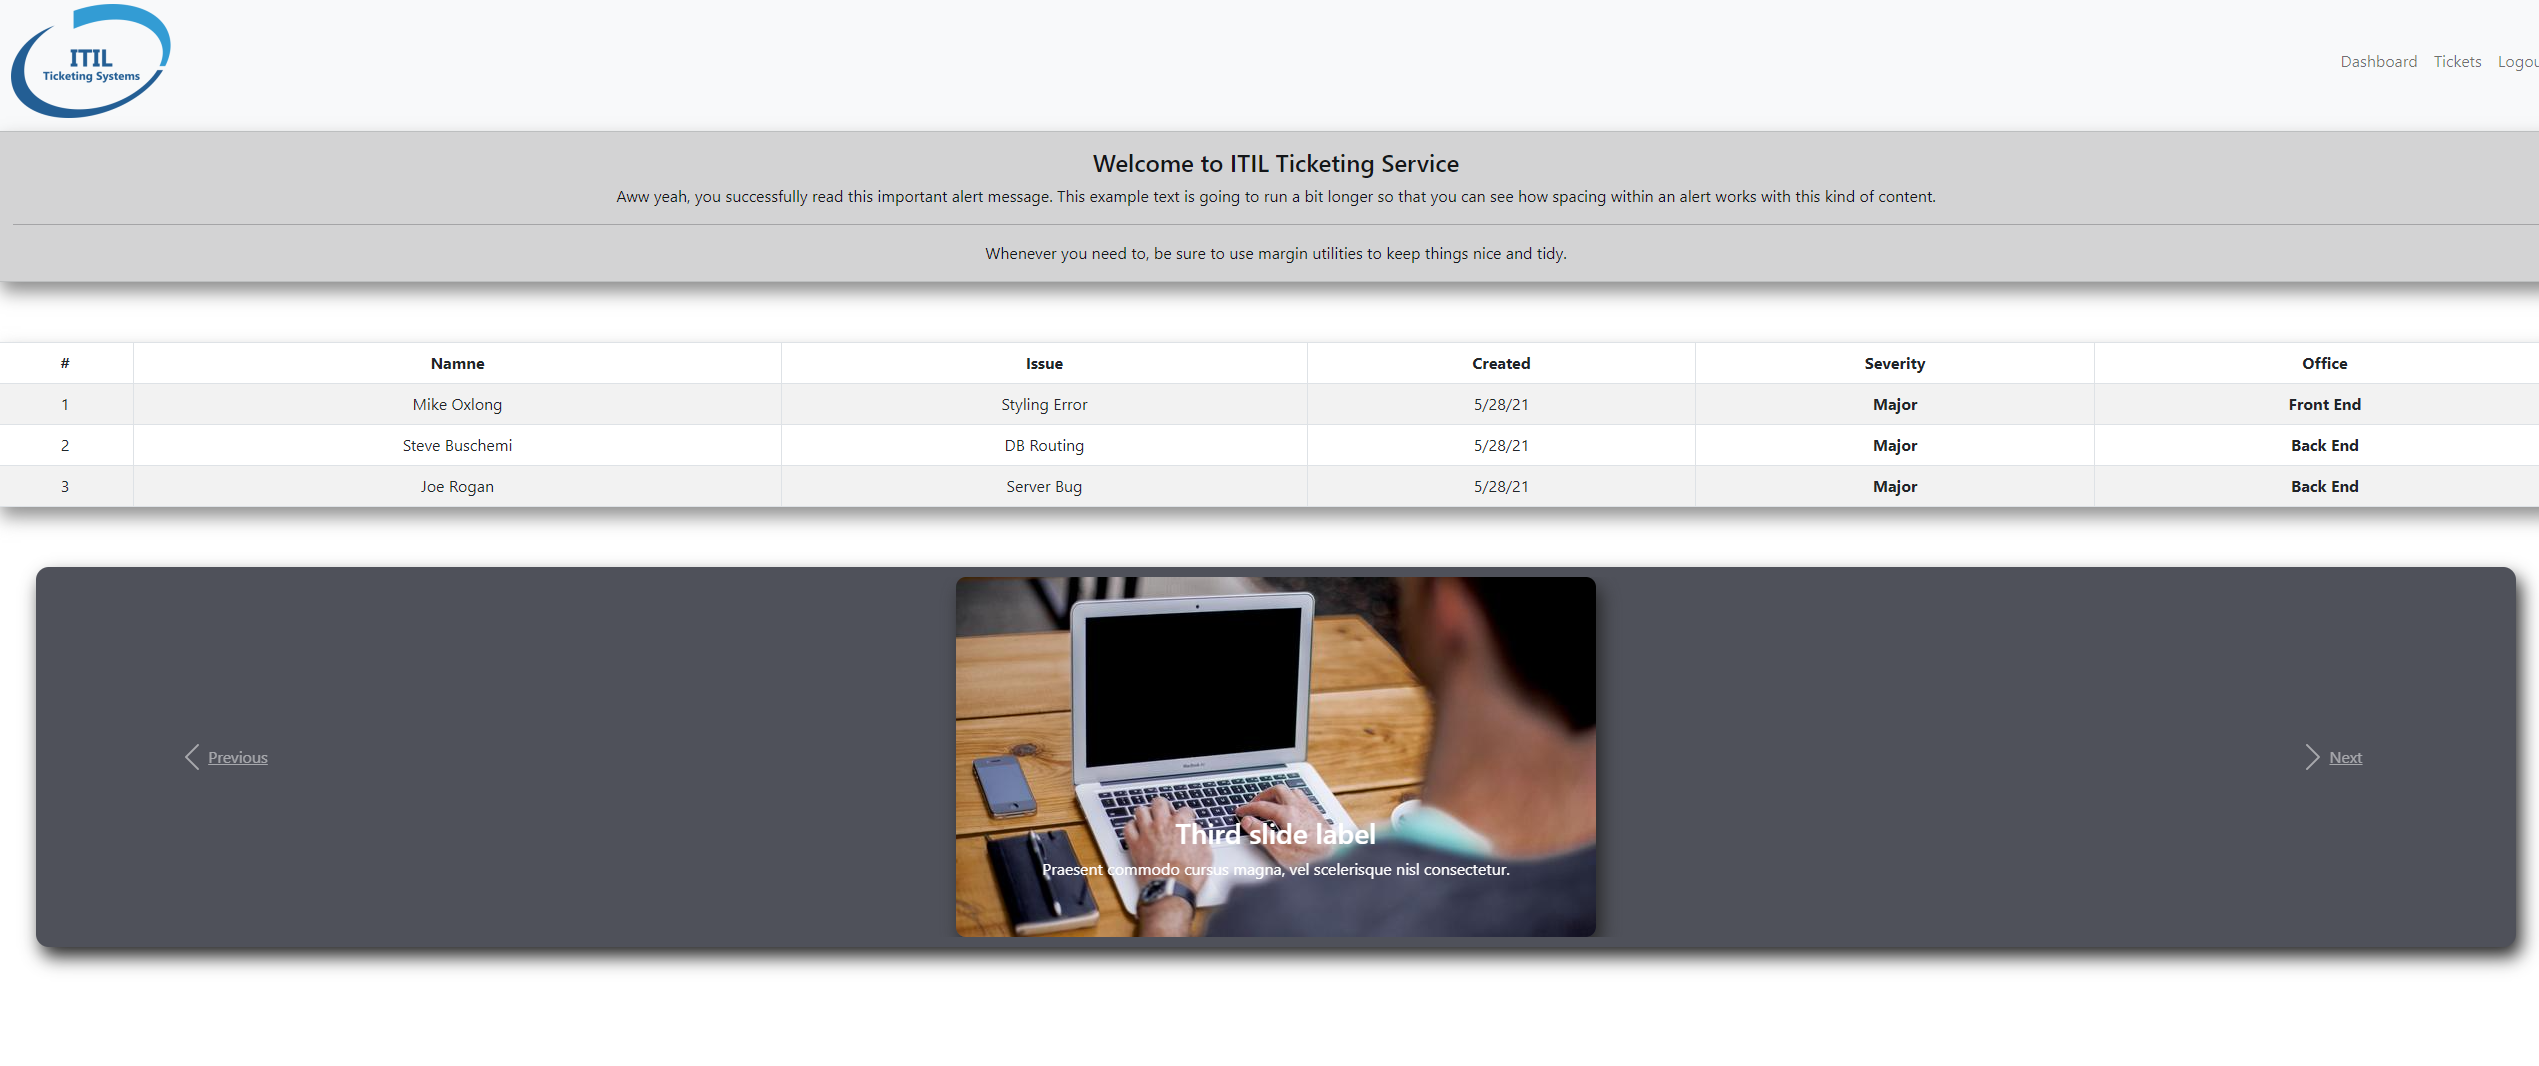 ITIL
Ticketing Systems
Dashboard Tickets Logou
Welcome to ITIL Ticketing Service
Aww yeah, you successfully read this important alert message. This example text is going to run a bit longer so that you can see how spacing within an alert works with this kind of content.
Whenever you need to, be sure to use margin utilities to keep things nice and tidy.
# Namne Issue Created Severity Office
1 Mike Oxlong Styling Error 5/28/21 Major Front End
2 Steve Buschemi DB Routing 5/28/21 Major Back End
3 Joe Rogan Server Bug 5/28/21 Major Back End
Previous
Next
Third slide label
Praesent commodo cursus magna, vel scelerisque nisl consectetur.